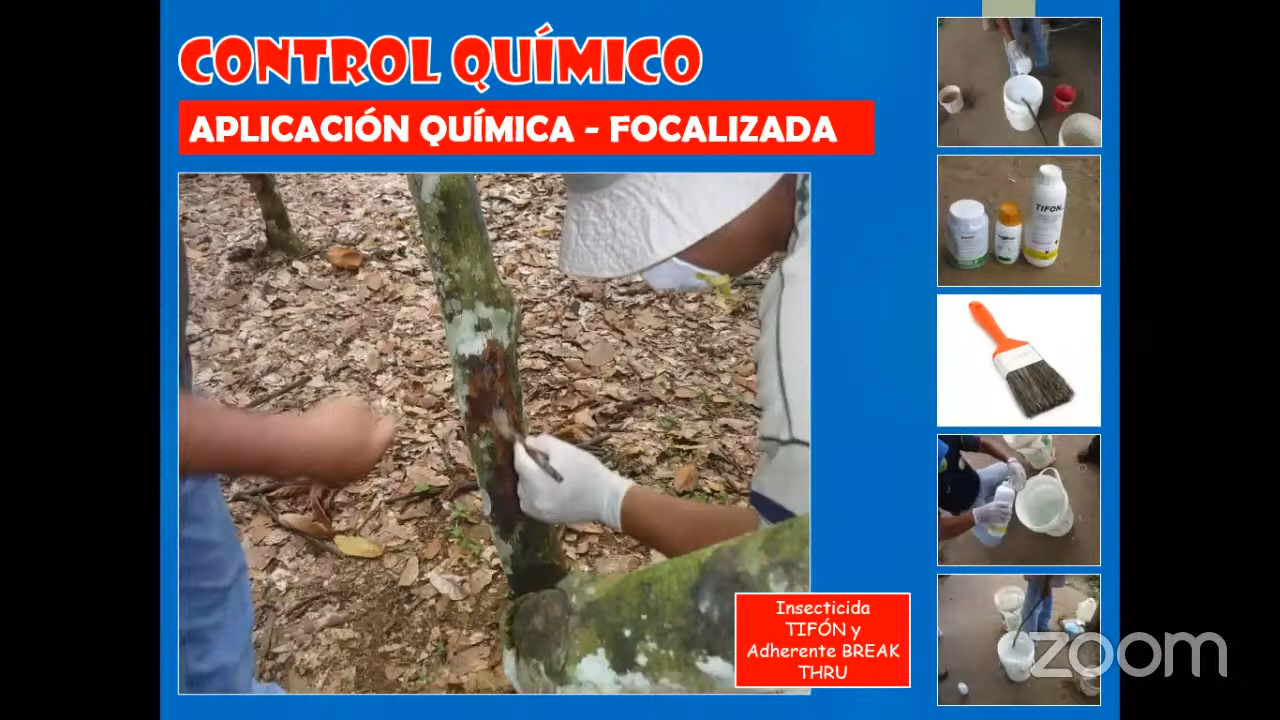 CONTROL QUÍMICO
APLICACIÓN QUÍMICA - FOCALIZADA
TIFON
Insecticida
TIFÓN y
Adherente BREAK
THRU
zoom